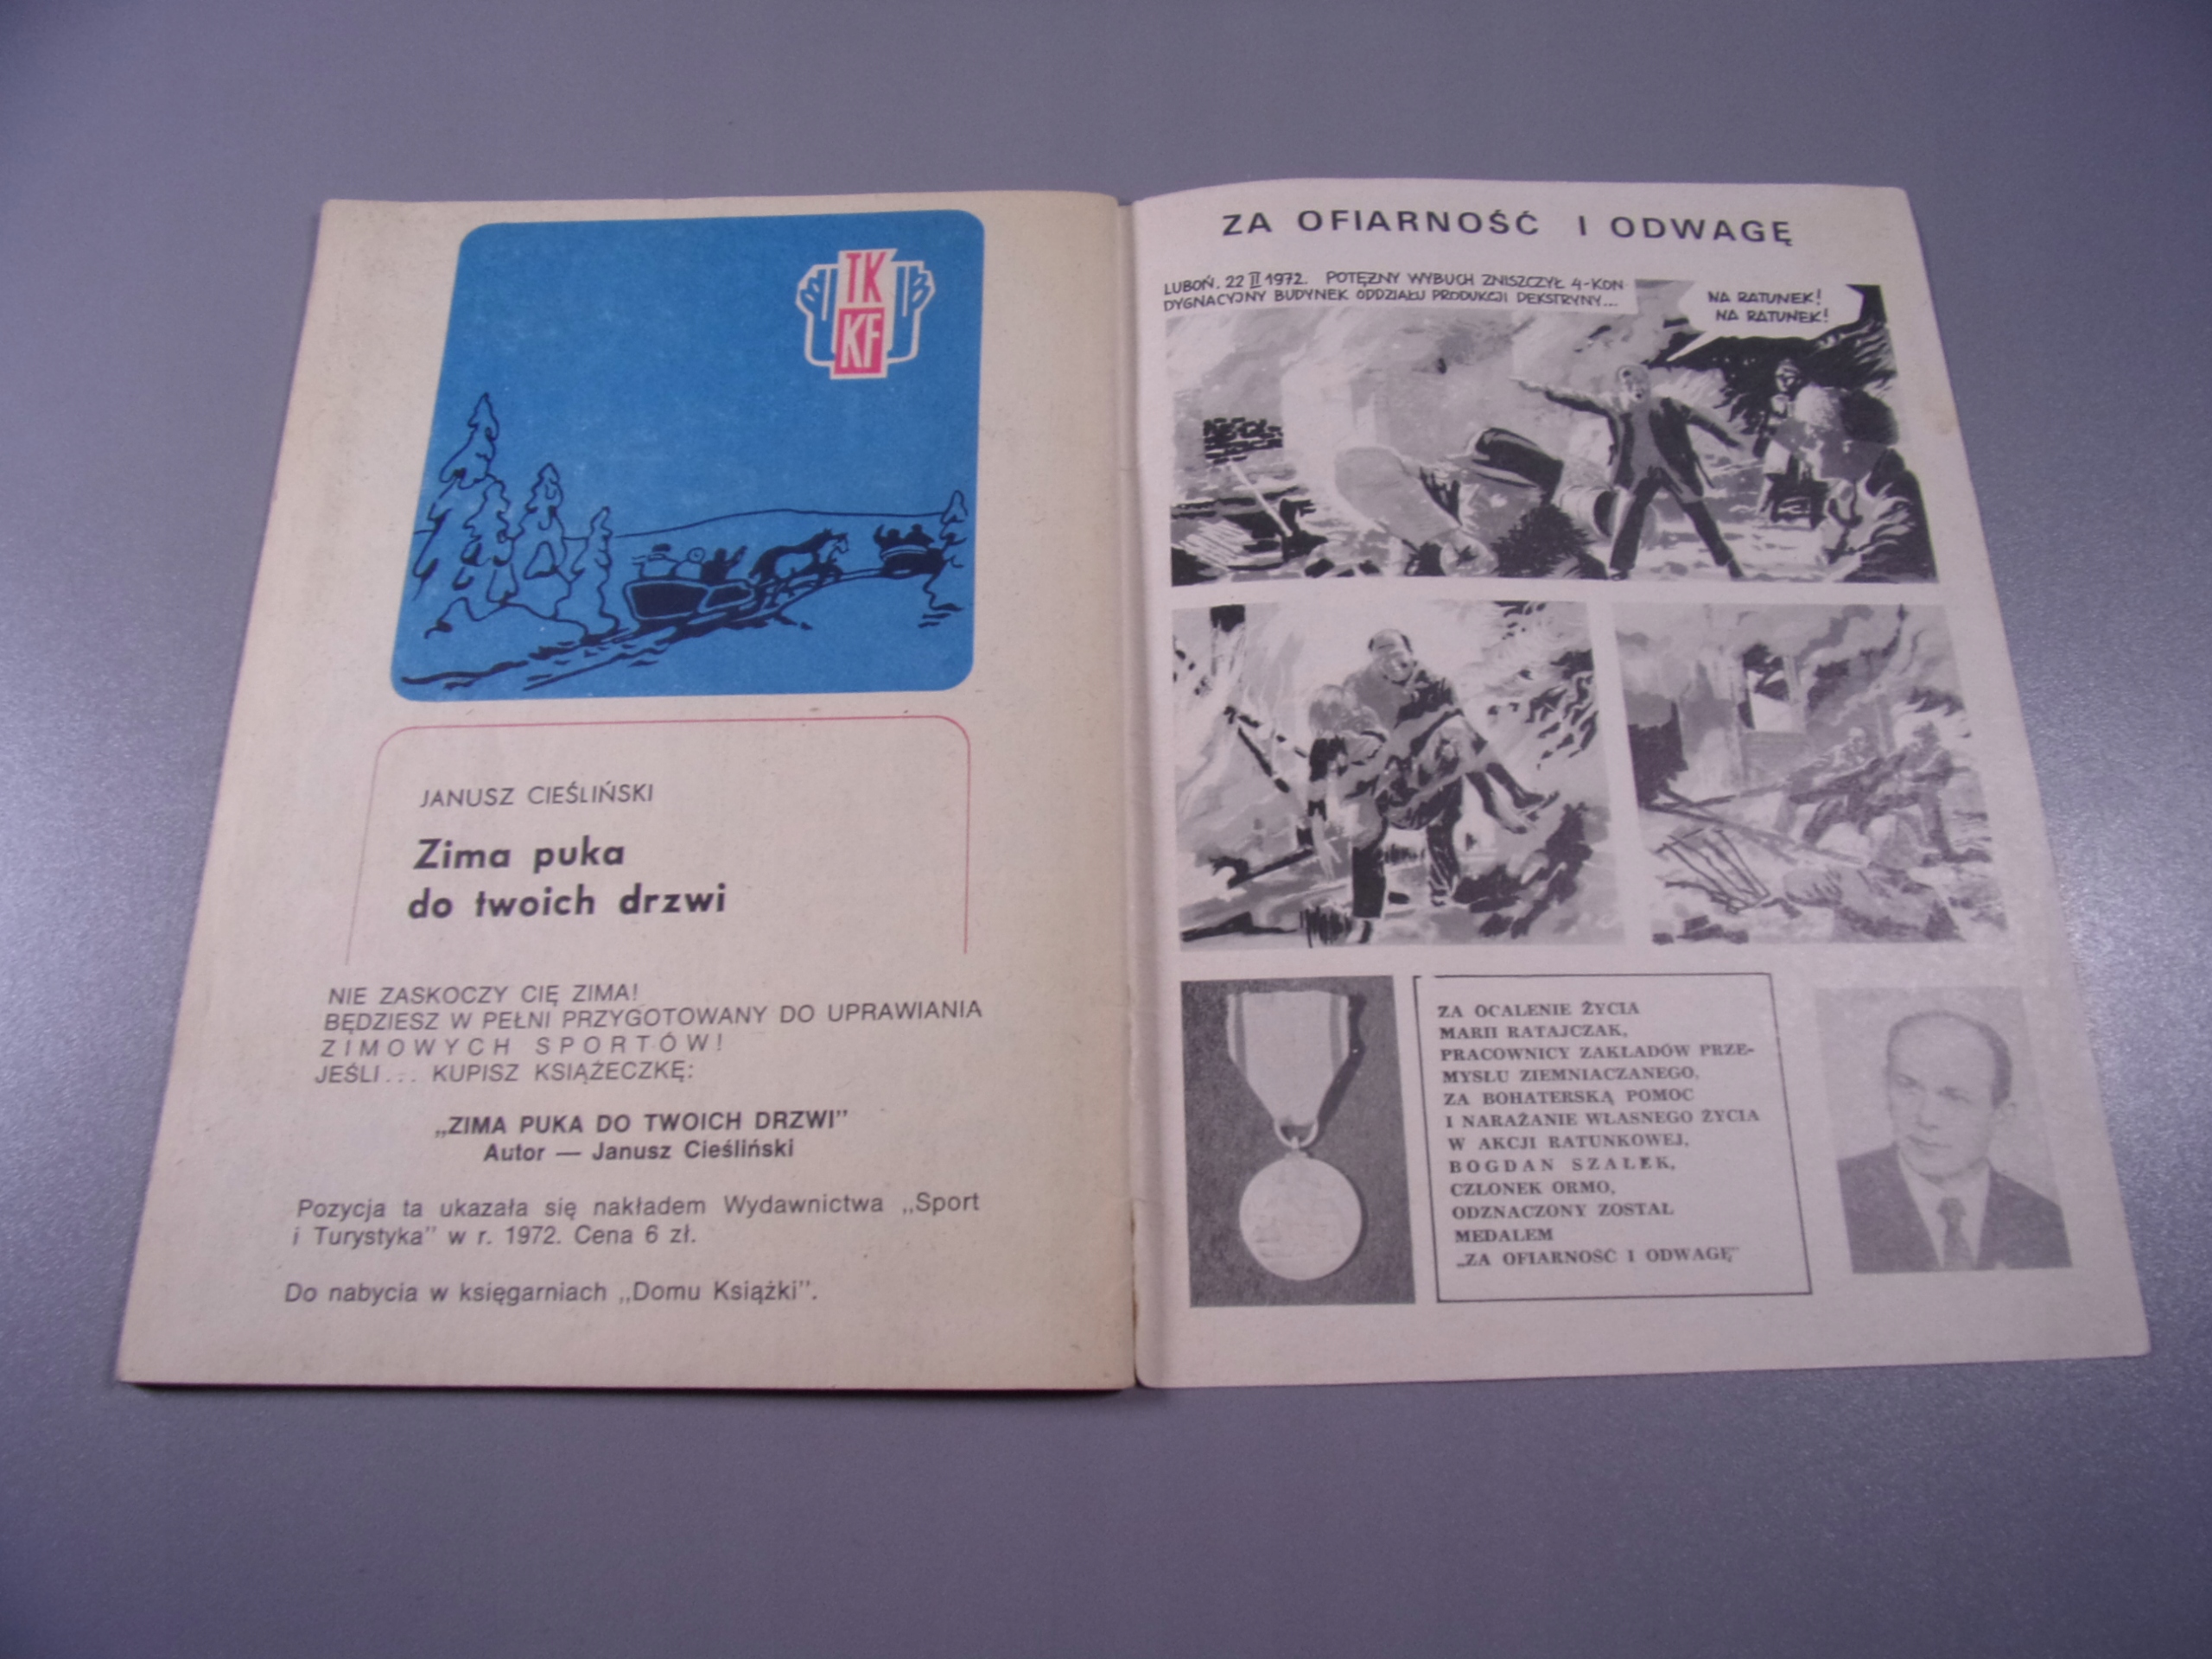 TK
KF
JANUSZ CIEŚLIŃSKI
Zima puka
do twoich drzwi
NIE ZASKOCZY CIĘ ZIMA!
BĘDZIESZ W PEŁNI PRZYGOTOWANY DO UPRAWIANIA
ZIMOWYCH SPORTÓW!
JEŚLI... KUPISZ KSIĄŻECZKĘ:
„ZIMA PUKA DO TWOICH DRZWI”
Autor — Janusz Cieśliński
Pozycja ta ukazała się nakładem Wydawnictwa „Sport
i Turystyka” w r. 1972. Cena 6 zł.
Do nabycia w księgarniach „Domu Książki”.
ZA OFIARNOŚĆ I ODWAGĘ
LUBOŃ. 22 II 1972. POTĘŻNY WYBUCH ZNISZCZYŁ 4-KON
DYGNACYJNY BUDYNEK ODDZIAŁU PRODUKCJI DEKSTRYNY...
NA RATUNEK!
NA RATUNEK!
ZA OCALENIE ŻYCIA
MARII RATAJCZAK,
PRACOWNICY ZAKŁADÓW PRZE-
MYSŁU ZIEMNIACZANEGO,
ZA BOHATERSKĄ POMOC
I NARAŻANIE WŁASNEGO ŻYCIA
W AKCJI RATUNKOWEJ,
BOGDAN SZAŁEK,
CZŁONEK ORMO,
ODZNACZONY ZOSTAŁ
MEDALEM
„ZA OFIARNOŚĆ I ODWAGĘ”